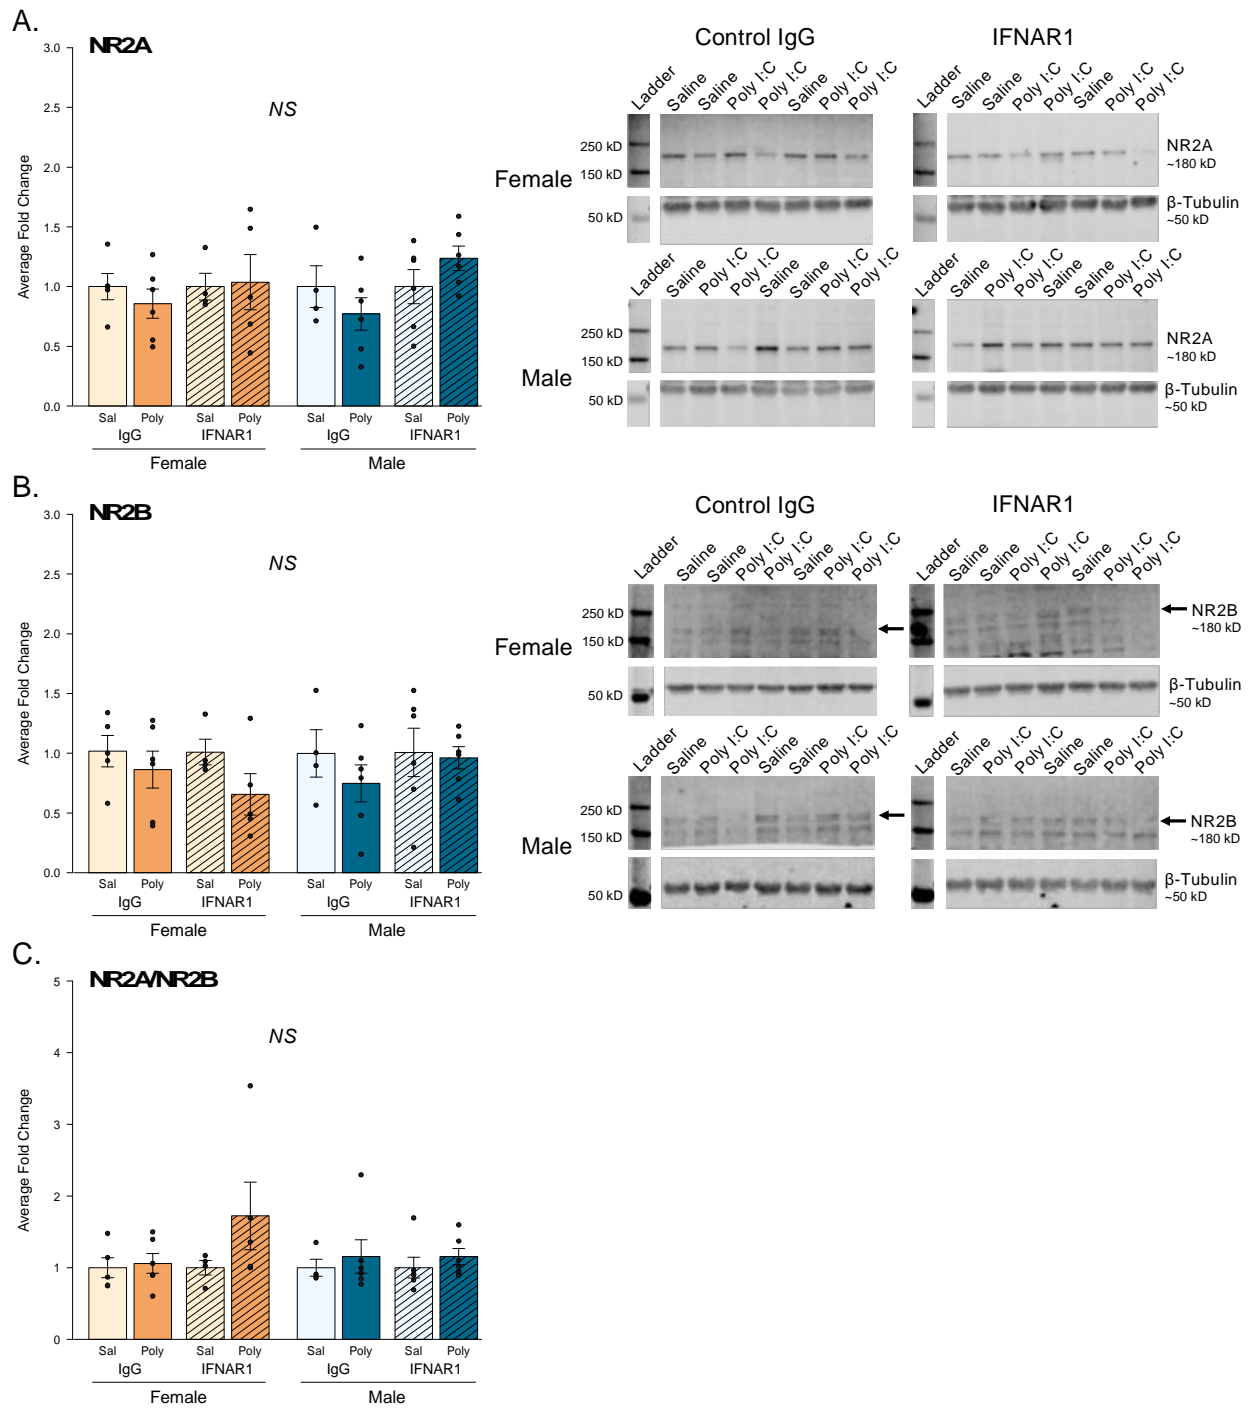 A.
NR2A
NS
Average Fold Change
3.0
2.5
2.0
1.5
1.0
0.5
0.0
Sal Poly Sal Poly Sal Poly Sal Poly
IgG IFNAR1 IgG IFNAR1
Female Male
Control IgG IFNAR1
Ladder Saline Saline Poly I:C Poly I:C Saline Poly I:C Poly I:C
Ladder Saline Saline Poly I:C Poly I:C Saline Poly I:C Poly I:C
Female
250 kD
150 kD
50 kD
NR2A
~180 kD
β-Tubulin
~50 kD
Ladder Saline Poly I:C Poly I:C Saline Saline Poly I:C Poly I:C
Ladder Saline Poly I:C Poly I:C Saline Saline Poly I:C Poly I:C
Male
250 kD
150 kD
50 kD
NR2A
~180 kD
β-Tubulin
~50 kD
B.
NR2B
NS
Average Fold Change
3.0
2.5
2.0
1.5
1.0
0.5
0.0
Sal Poly Sal Poly Sal Poly Sal Poly
IgG IFNAR1 IgG IFNAR1
Female Male
Control IgG IFNAR1
Ladder Saline Saline Poly I:C Poly I:C Saline Poly I:C Poly I:C
Ladder Saline Saline Poly I:C Poly I:C Saline Poly I:C Poly I:C
Female
250 kD
150 kD
50 kD
NR2B
~180 kD
β-Tubulin
~50 kD
Ladder Saline Poly I:C Poly I:C Saline Saline Poly I:C Poly I:C
Ladder Saline Poly I:C Poly I:C Saline Saline Poly I:C Poly I:C
Male
250 kD
150 kD
50 kD
NR2B
~180 kD
β-Tubulin
~50 kD
C.
NR2A/NR2B
NS
Average Fold Change
5
4
3
2
1
0
Sal Poly Sal Poly Sal Poly Sal Poly
IgG IFNAR1 IgG IFNAR1
Female Male